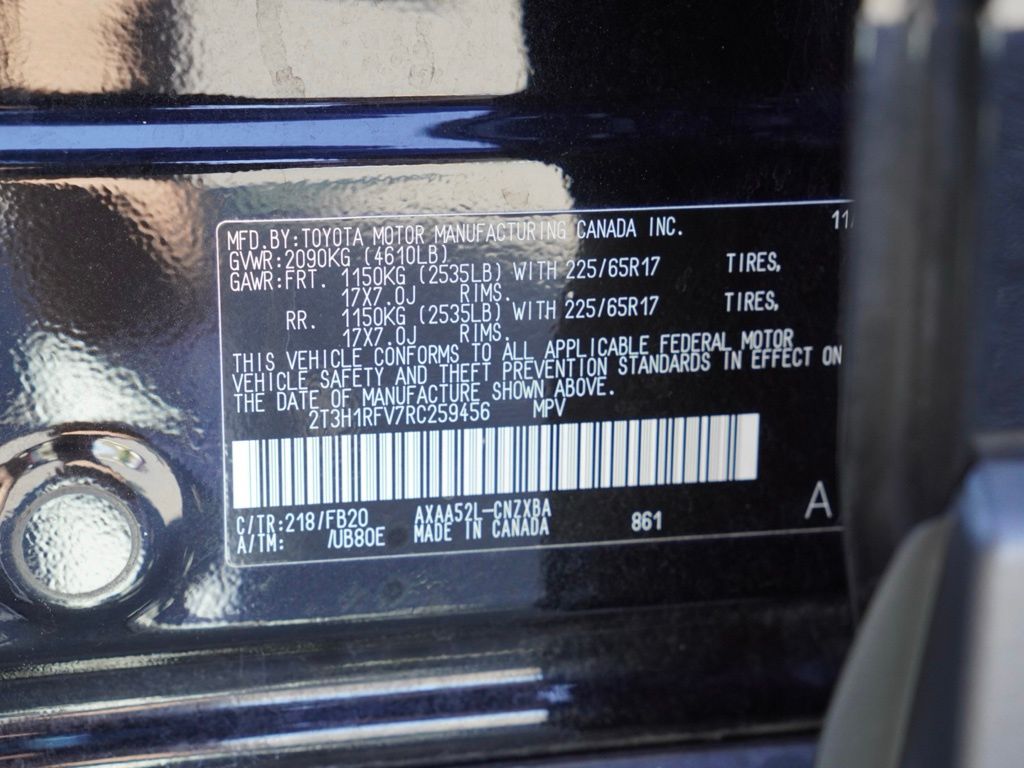 MFD.BY:TOYOTA MOTOR MANUFACTURING CANADA INC. 11/
GVWR:2090KG (4610LB)
GAWR:FRT. 1150KG (2535LB) WITH 225/65R17 TIRES,
17X7.0J RIMS.
RR. 1150KG (2535LB) WITH 225/65R17 TIRES,
17X7.0J RIMS.
THIS VEHICLE CONFORMS TO ALL APPLICABLE FEDERAL MOTOR
VEHICLE SAFETY AND THEFT PREVENTION STANDARDS IN EFFECT ON
THE DATE OF MANUFACTURE SHOWN ABOVE.
2T3H1RFV7RC259456 MPV
C/TR:218/FB20 AXAA52L-CNZXBA 861 A
A/TM: /UB80E MADE IN CANADA